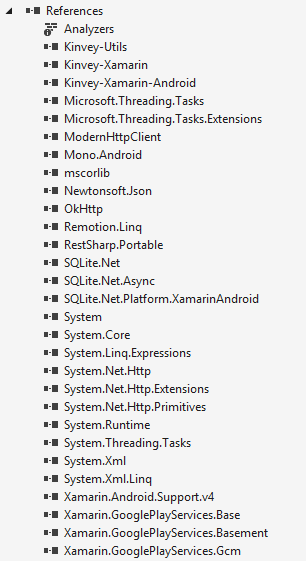 References
Analyzers
Kinvey-Utils
Kinvey-Xamarin
Kinvey-Xamarin-Android
Microsoft.Threading.Tasks
Microsoft.Threading.Tasks.Extensions
ModernHttpClient
Mono.Android
mscorlib
Newtonsoft.Json
OkHttp
Remotion.Linq
RestSharp.Portable
SQLite.Net
SQLite.Net.Async
SQLite.Net.Platform.XamarinAndroid
System
System.Core
System.Linq.Expressions
System.Net.Http
System.Net.Http.Extensions
System.Net.Http.Primitives
System.Runtime
System.Threading.Tasks
System.Xml
System.Xml.Linq
Xamarin.Android.Support.v4
Xamarin.GooglePlayServices.Base
Xamarin.GooglePlayServices.Basement
Xamarin.GooglePlayServices.Gcm